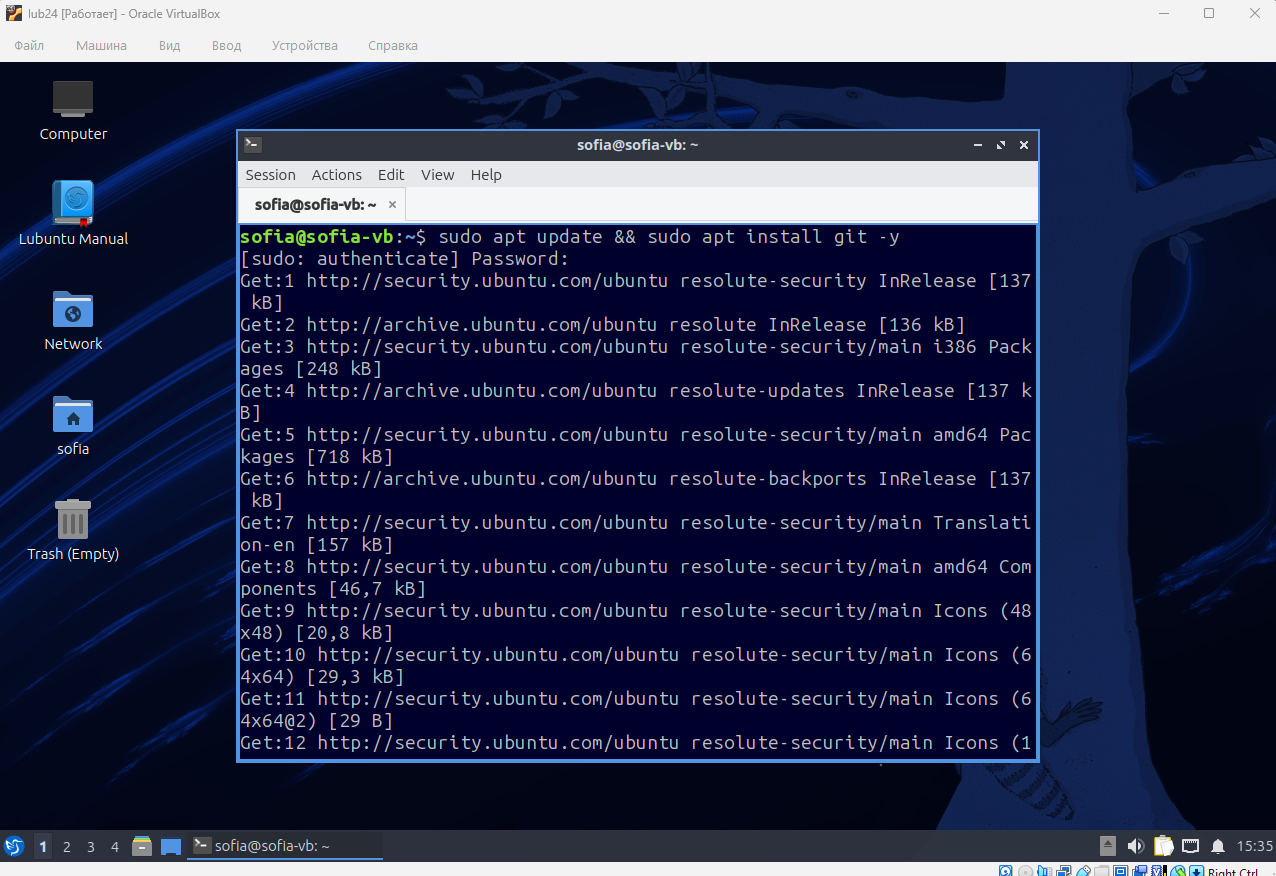 lub24 [Работает] - Oracle VirtualBox
Файл Машина Вид Ввод Устройства Справка
Computer
Lubuntu Manual
Network
sofia
Trash (Empty)
sofia@sofia-vb: ~
Session Actions Edit View Help
sofia@sofia-vb: ~ ×
sofia@sofia-vb:~$ sudo apt update && sudo apt install git -y
[sudo: authenticate] Password:
Get:1 http://security.ubuntu.com/ubuntu resolute-security InRelease [137
 kB]
Get:2 http://archive.ubuntu.com/ubuntu resolute InRelease [136 kB]
Get:3 http://security.ubuntu.com/ubuntu resolute-security/main i386 Pack
ages [248 kB]
Get:4 http://archive.ubuntu.com/ubuntu resolute-updates InRelease [137 k
B]
Get:5 http://security.ubuntu.com/ubuntu resolute-security/main amd64 Pac
kages [718 kB]
Get:6 http://archive.ubuntu.com/ubuntu resolute-backports InRelease [137
 kB]
Get:7 http://security.ubuntu.com/ubuntu resolute-security/main Translati
on-en [157 kB]
Get:8 http://security.ubuntu.com/ubuntu resolute-security/main amd64 Com
ponents [46,7 kB]
Get:9 http://security.ubuntu.com/ubuntu resolute-security/main Icons (48
x48) [20,8 kB]
Get:10 http://security.ubuntu.com/ubuntu resolute-security/main Icons (6
4x64) [29,3 kB]
Get:11 http://security.ubuntu.com/ubuntu resolute-security/main Icons (6
4x64@2) [29 B]
Get:12 http://security.ubuntu.com/ubuntu resolute-security/main Icons (1
1 2 3 4 sofia@sofia-vb: ~ 15:35
Right Ctrl